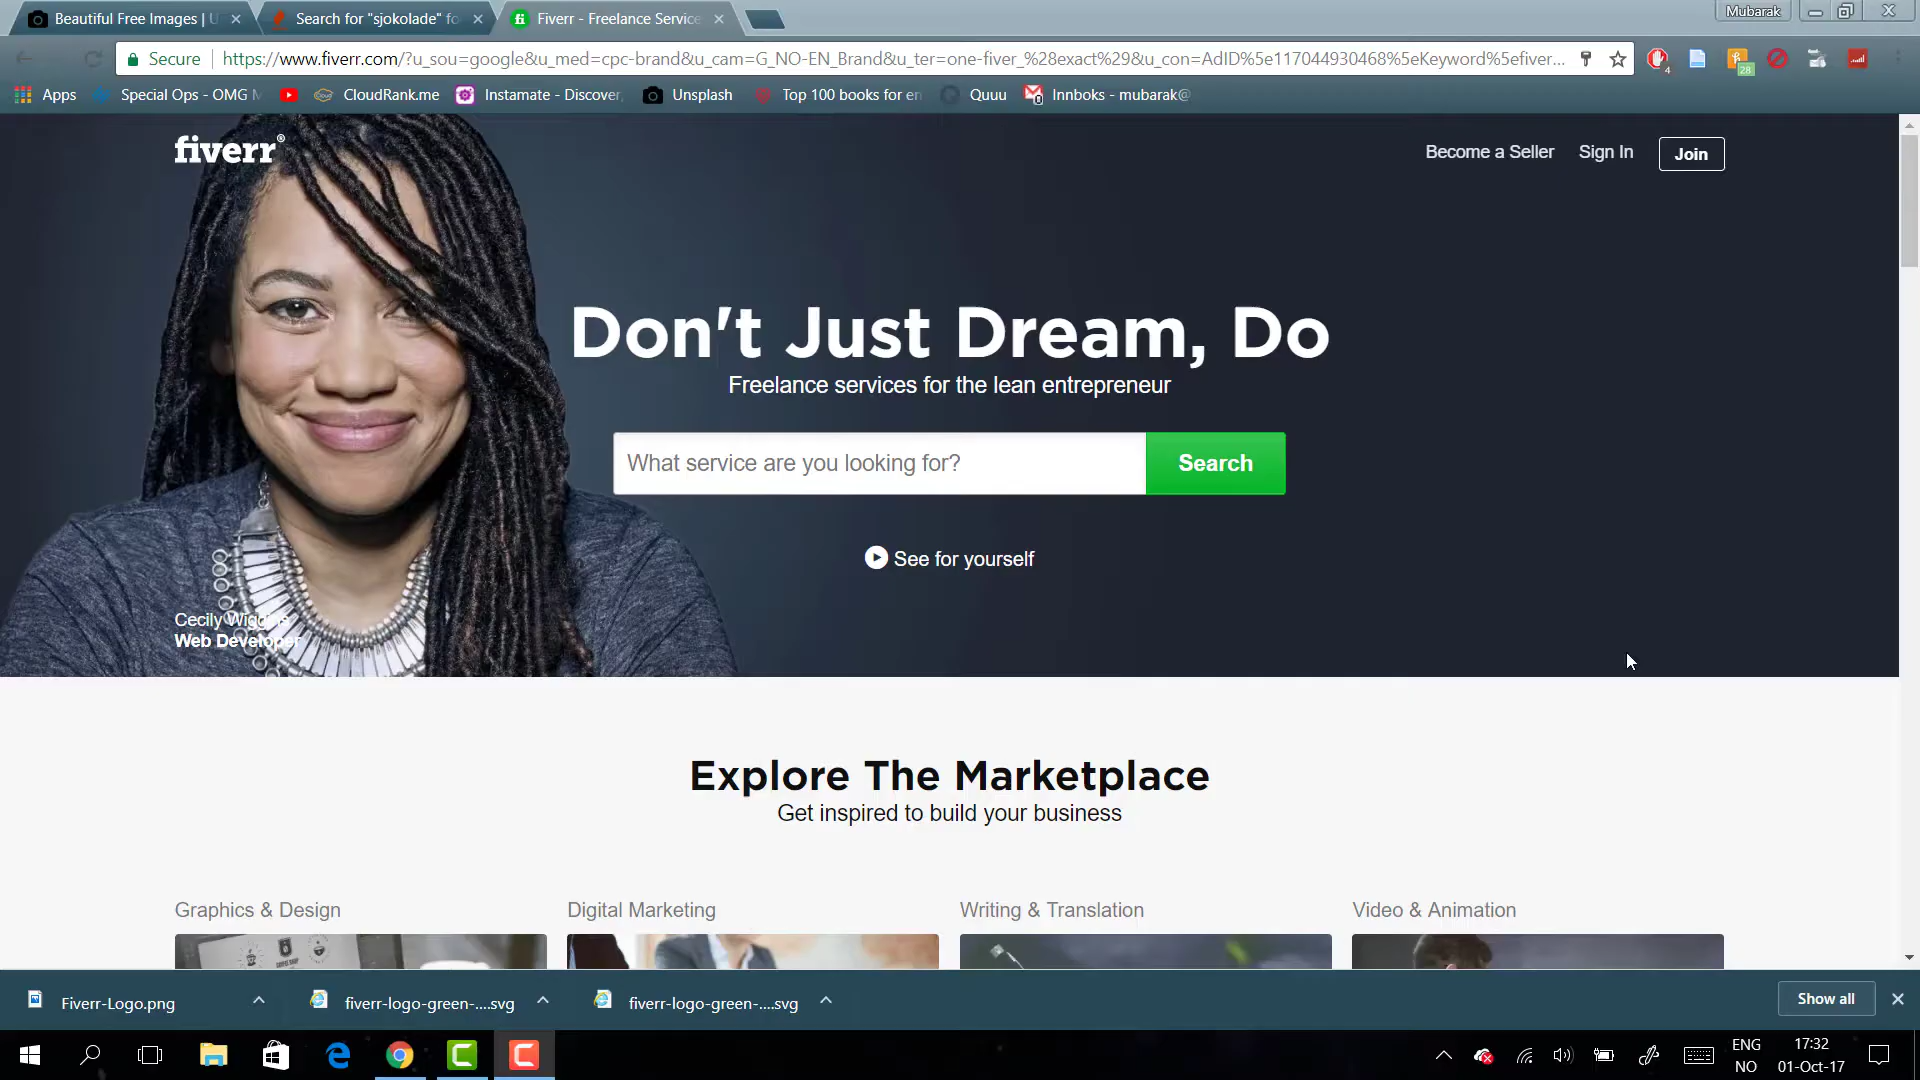 Beautiful Free Images | U
Search for "sjokolade" fo
Fiverr - Freelance Service
Mubarak
Secure
https://www.fiverr.com/?u_sou=google&u_med=cpc-brand&u_cam=G_NO-EN_Brand&u_ter=one-fiver_%28exact%29&u_con=AdID%5e117044930468%5eKeyword%5efiver...
4
28
Apps
Special Ops - OMG M
CloudRank.me
Instamate - Discover
Unsplash
Top 100 books for en
Quuu
Innboks - mubarak@
fiverr®
Become a Seller
Sign In
Join
Don't Just Dream, Do
Freelance services for the lean entrepreneur
What service are you looking for?
Search
See for yourself
Cecily Wiggins
Web Developer
Explore The Marketplace
Get inspired to build your business
Graphics & Design
Digital Marketing
Writing & Translation
Video & Animation
Fiverr-Logo.png
fiverr-logo-green-....svg
fiverr-logo-green-....svg
Show all
ENG
NO
17:32
01-Oct-17